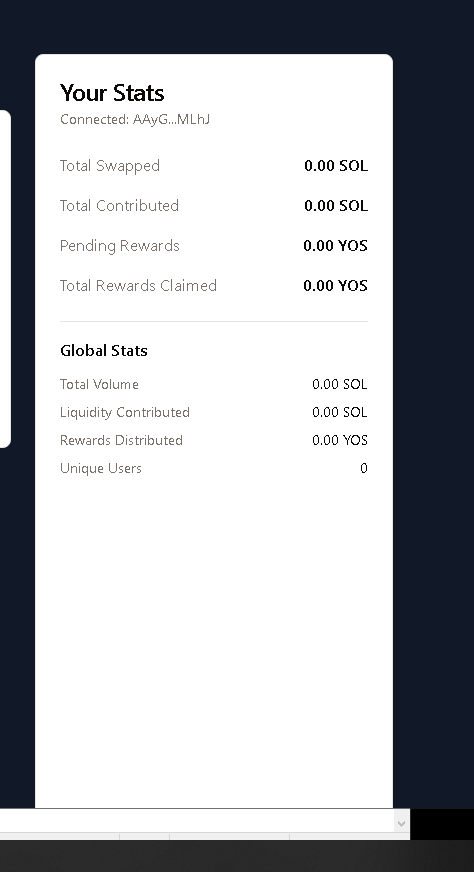 Your Stats
Connected: AAyG...MLhJ
Total Swapped 0.00 SOL
Total Contributed 0.00 SOL
Pending Rewards 0.00 YOS
Total Rewards Claimed 0.00 YOS
Global Stats
Total Volume 0.00 SOL
Liquidity Contributed 0.00 SOL
Rewards Distributed 0.00 YOS
Unique Users 0